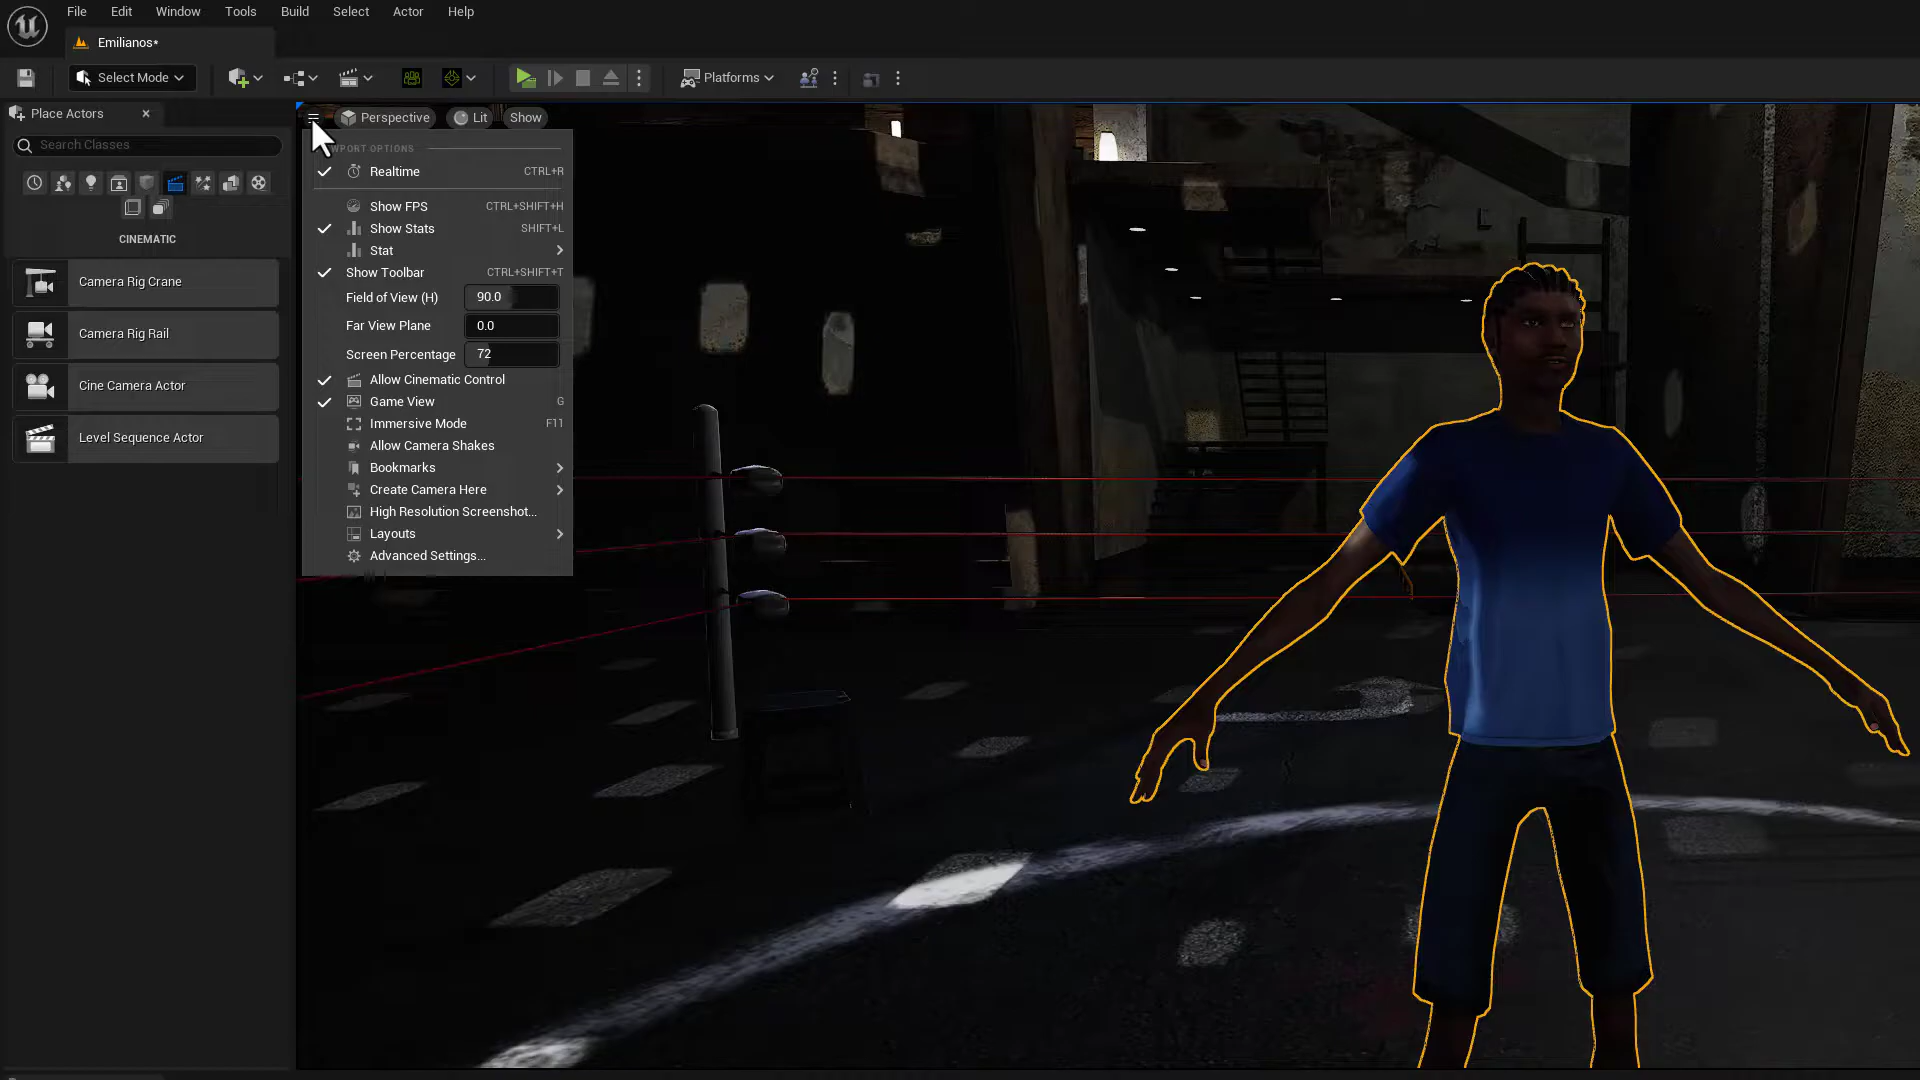 File Edit Window Tools Build Select Actor Help
Emilianos*
Select Mode
Platforms
Place Actors
Perspective Lit Show
Search Classes
PORT OPTIONS
Realtime CTRL+R
Show FPS CTRL+SHIFT+H
Show Stats SHIFT+L
Stat
Show Toolbar CTRL+SHIFT+T
Field of View (H) 90.0
Far View Plane 0.0
Screen Percentage 72
Allow Cinematic Control
Game View G
Immersive Mode F11
Allow Camera Shakes
Bookmarks
Create Camera Here
High Resolution Screenshot...
Layouts
Advanced Settings...
CINEMATIC
Camera Rig Crane
Camera Rig Rail
Cine Camera Actor
Level Sequence Actor